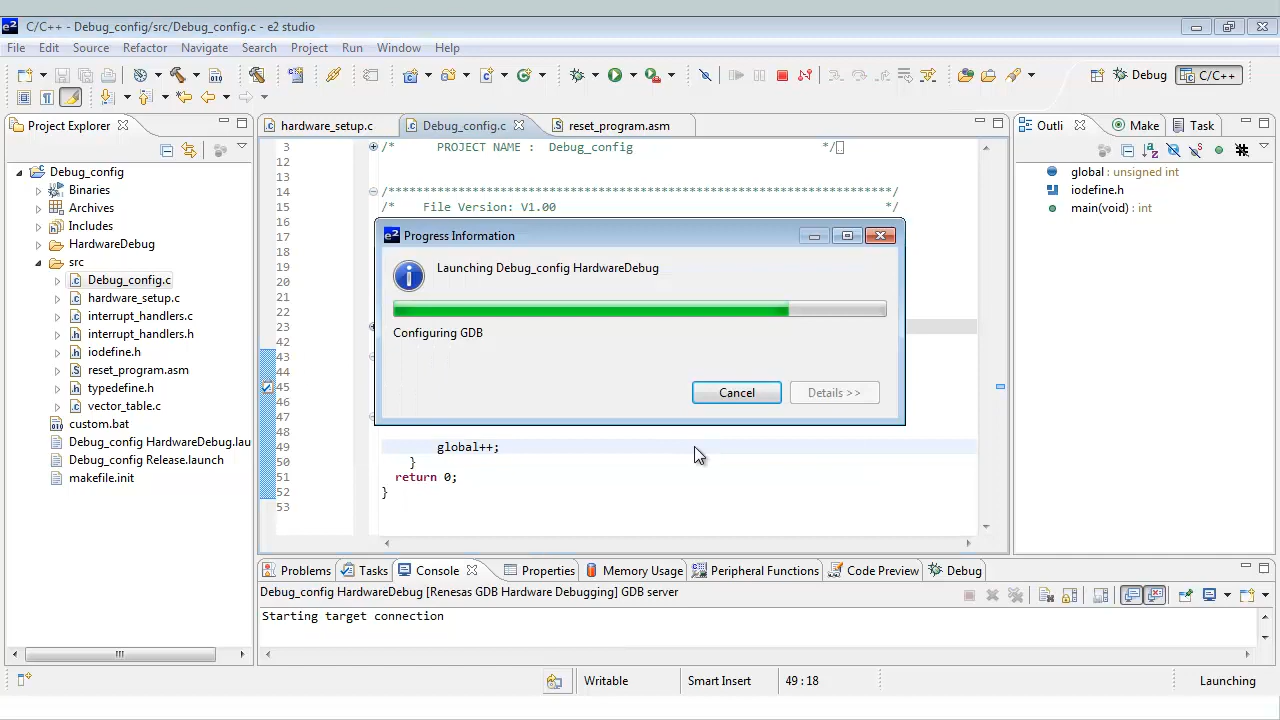 C/C++ - Debug_config/src/Debug_config.c - e2 studio
File Edit Source Refactor Navigate Search Project Run Window Help
Debug C/C++
Project Explorer
hardware_setup.c Debug_config.c reset_program.asm
Outli Make Task
Debug_config
Binaries
Archives
Includes
HardwareDebug
src
Debug_config.c
hardware_setup.c
interrupt_handlers.c
interrupt_handlers.h
iodefine.h
reset_program.asm
typedefine.h
vector_table.c
custom.bat
Debug_config HardwareDebug.lau
Debug_config Release.launch
makefile.init
3 /* PROJECT NAME : Debug_config */
12
13
14 /***********************************************************************/
15 /* File Version: V1.00 */
16
17
18
19
20
21
22
23
42
43
44
45
46
47
48
49 global++;
50 }
51 return 0;
52 }
53
Progress Information
Launching Debug_config HardwareDebug
Configuring GDB
Cancel Details >>
global : unsigned int
iodefine.h
main(void) : int
Problems Tasks Console Properties Memory Usage Peripheral Functions Code Preview Debug
Debug_config HardwareDebug [Renesas GDB Hardware Debugging] GDB server
Starting target connection
Writable Smart Insert 49 : 18 Launching